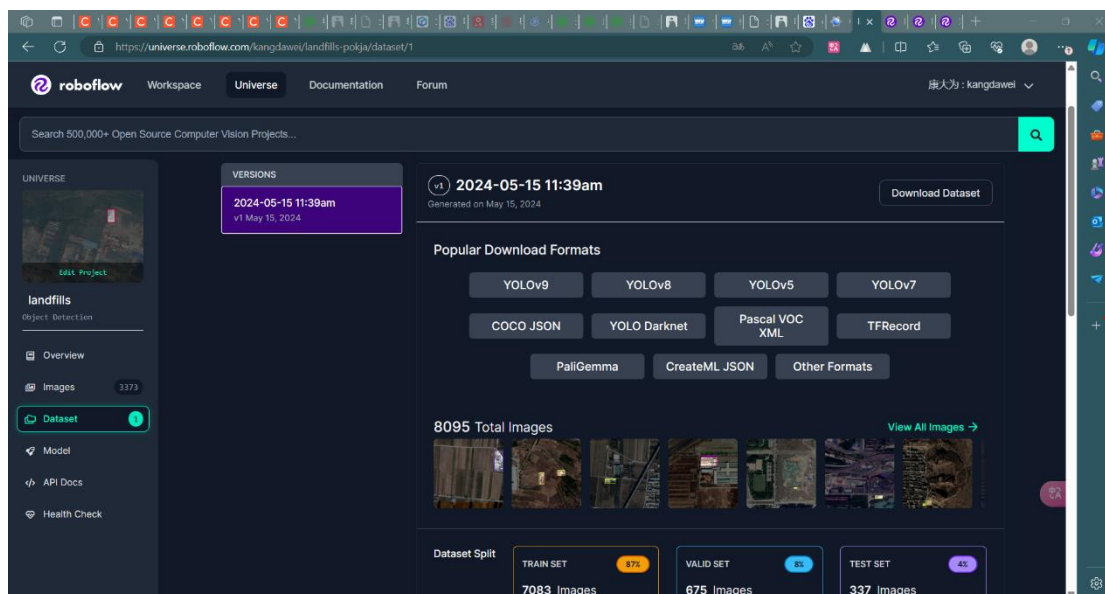 https://universe.roboflow.com/kangdawei/landfills-pokja/dataset/1
roboflow
Workspace
Universe
Documentation
Forum
康大为 : kangdawei
Search 500,000+ Open Source Computer Vision Projects...
UNIVERSE
Edit Project
landfills
Object Detection
Overview
Images 3373
Dataset 1
Model
API Docs
Health Check
VERSIONS
2024-05-15 11:39am
v1 May 15, 2024
v1 2024-05-15 11:39am
Generated on May 15, 2024
Download Dataset
Popular Download Formats
YOLOv9 YOLOv8 YOLOv5 YOLOv7
COCO JSON YOLO Darknet Pascal VOC XML TFRecord
PaliGemma CreateML JSON Other Formats
8095 Total Images
View All Images →
Dataset Split
TRAIN SET 87%
7083 Images
VALID SET 8%
675 Images
TEST SET 4%
337 Images